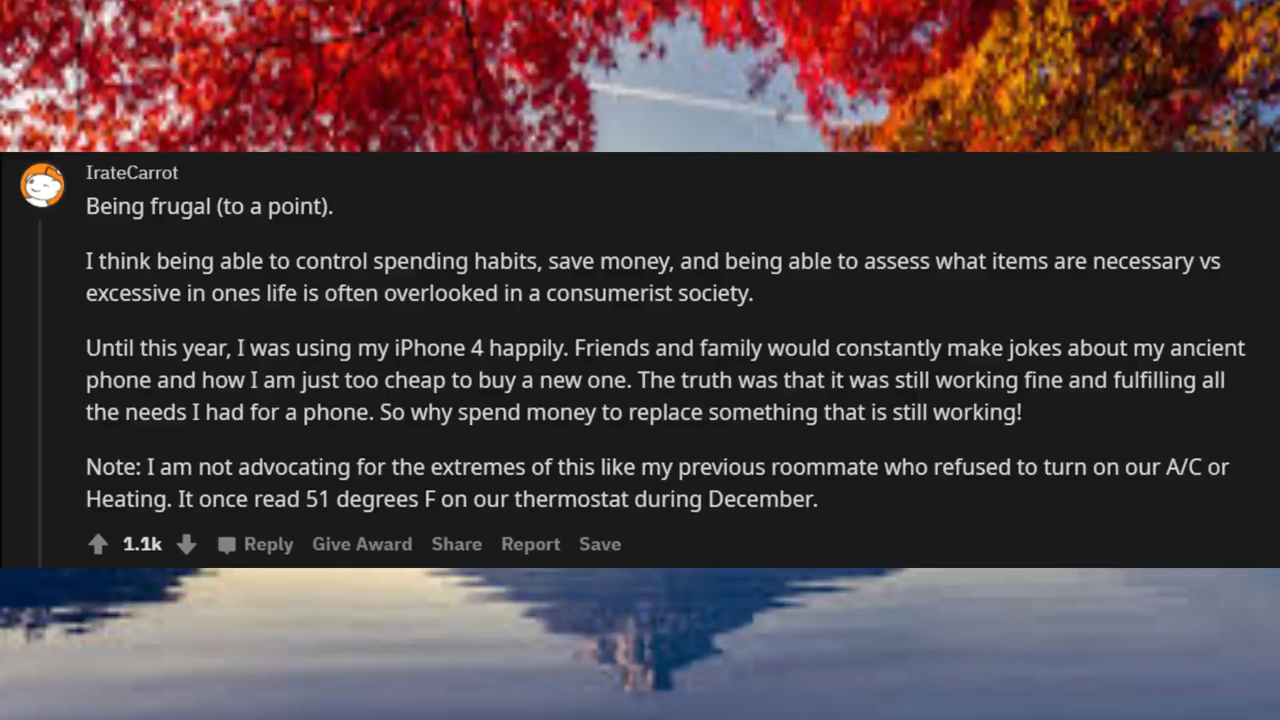 IrateCarrot
Being frugal (to a point).
I think being able to control spending habits, save money, and being able to assess what items are necessary vs
excessive in ones life is often overlooked in a consumerist society.
Until this year, I was using my iPhone 4 happily. Friends and family would constantly make jokes about my ancient
phone and how I am just too cheap to buy a new one. The truth was that it was still working fine and fulfilling all
the needs I had for a phone. So why spend money to replace something that is still working!
Note: I am not advocating for the extremes of this like my previous roommate who refused to turn on our A/C or
Heating. It once read 51 degrees F on our thermostat during December.
1.1k Reply Give Award Share Report Save